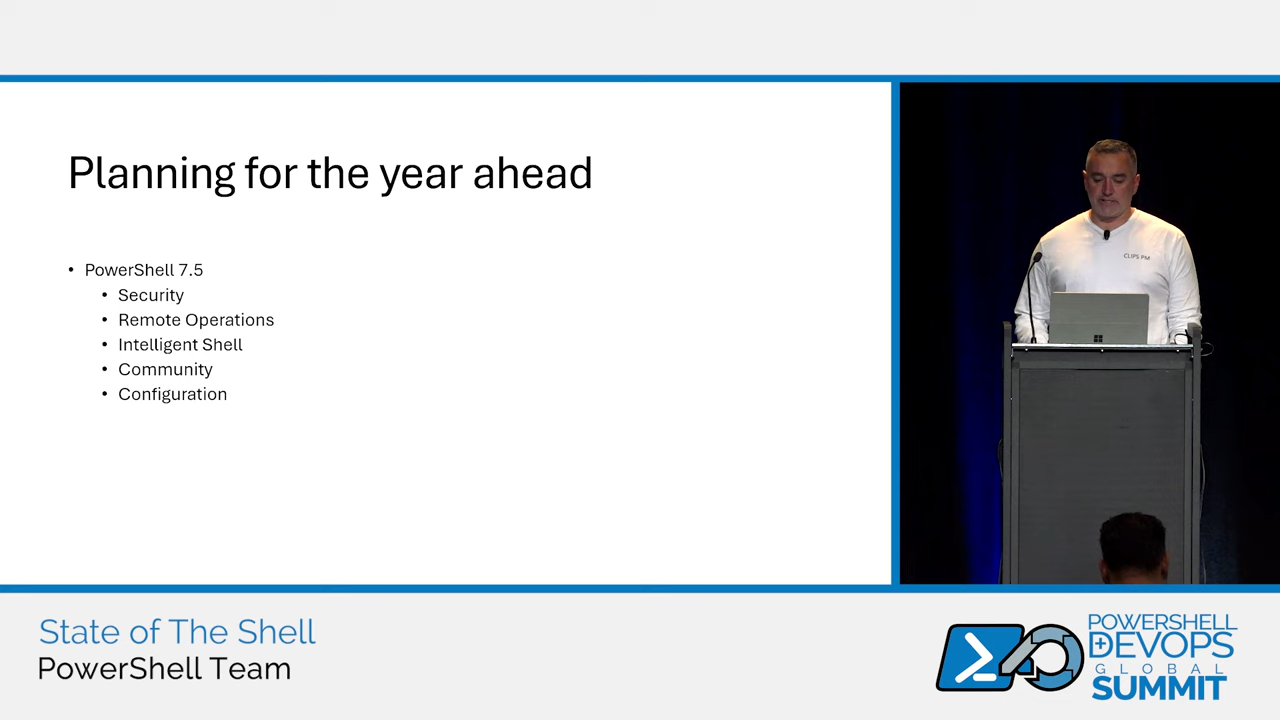 Planning for the year ahead
• PowerShell 7.5
• Security
• Remote Operations
• Intelligent Shell
• Community
• Configuration
CLIPS PM
State of The Shell
PowerShell Team
POWERSHELL
+DEVOPS
GLOBAL
SUMMIT